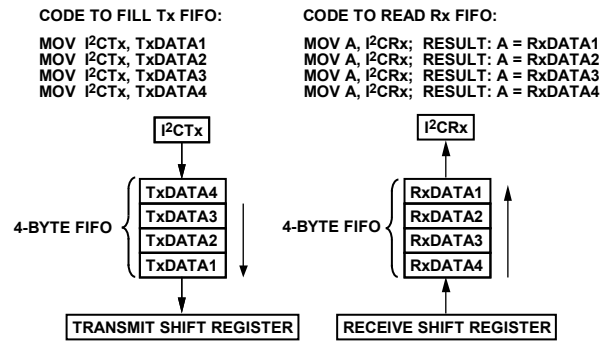 CODE TO FILL Tx FIFO:
MOV I²CTx, TxDATA1
MOV I²CTx, TxDATA2
MOV I²CTx, TxDATA3
MOV I²CTx, TxDATA4
I²CTx
4-BYTE FIFO
TxDATA4
TxDATA3
TxDATA2
TxDATA1
TRANSMIT SHIFT REGISTER
CODE TO READ Rx FIFO:
MOV A, I²CRx; RESULT: A = RxDATA1
MOV A, I²CRx; RESULT: A = RxDATA2
MOV A, I²CRx; RESULT: A = RxDATA3
MOV A, I²CRx; RESULT: A = RxDATA4
I²CRx
4-BYTE FIFO
RxDATA1
RxDATA2
RxDATA3
RxDATA4
RECEIVE SHIFT REGISTER